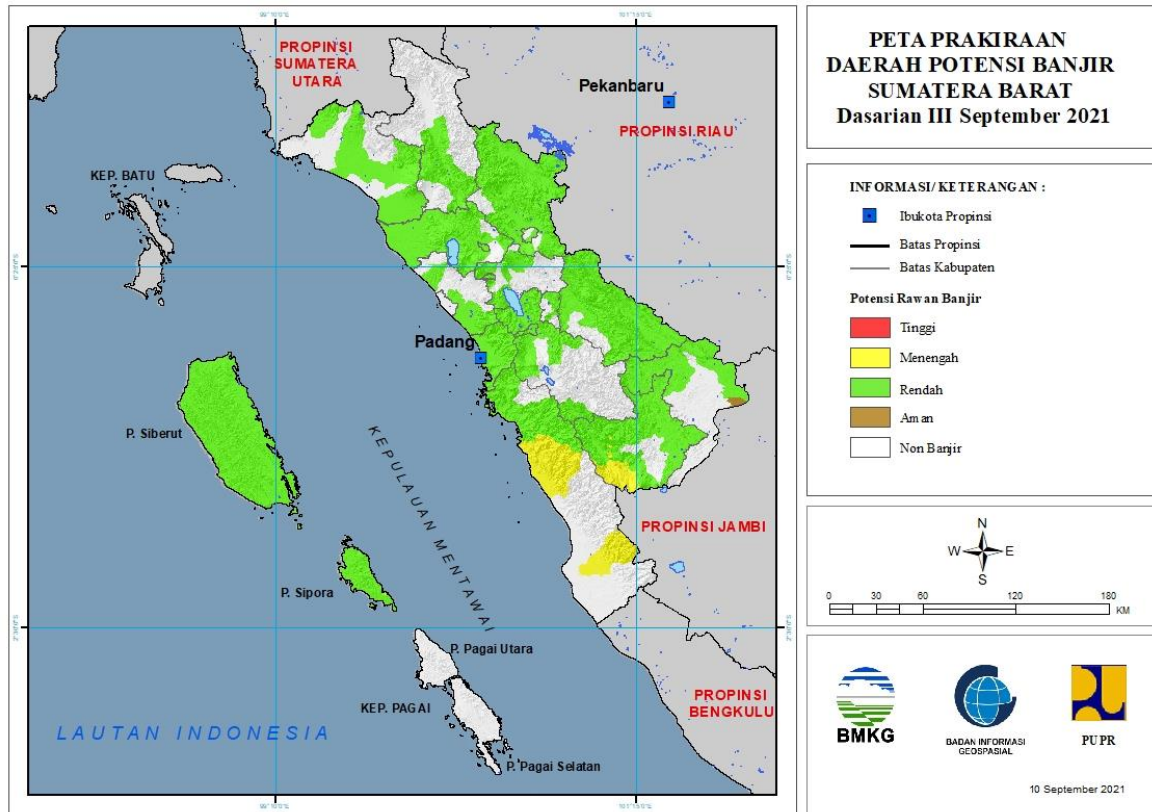 PETA PRAKIRAAN
DAERAH POTENSI BANJIR
SUMATERA BARAT
Dasarian III September 2021
INFORMASI/ KETERANGAN :
Ibukota Propinsi
Batas Propinsi
Batas Kabupaten
Potensi Rawan Banjir
Tinggi
Menengah
Rendah
Aman
Non Banjir
N
W E
S
0 30 60 120 180
KM
BMKG
BADAN INFORMASI
GEOSPASIAL
PUPR
10 September 2021
PROPINSI
SUMATERA
UTARA
Pekanbaru
PROPINSI RIAU
KEP. BATU
Padang
P. Siberut
KEPULAUAN MENTAWAI
PROPINSI JAMBI
P. Sipora
P. Pagai Utara
KEP. PAGAI
PROPINSI
BENGKULU
LAUTAN INDONESIA
P. Pagai Selatan